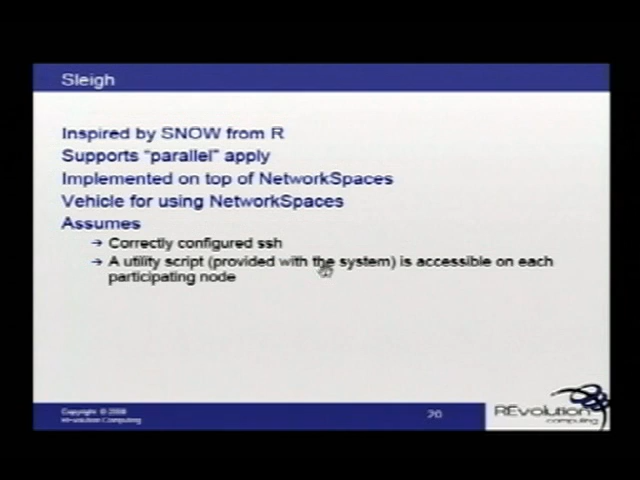 Sleigh
Inspired by SNOW from R
Supports "parallel" apply
Implemented on top of NetworkSpaces
Vehicle for using NetworkSpaces
Assumes
→ Correctly configured ssh
→ A utility script (provided with the system) is accessible on each
participating node
Copyright © 2008
REvolution Computing
20
REvolution
computing